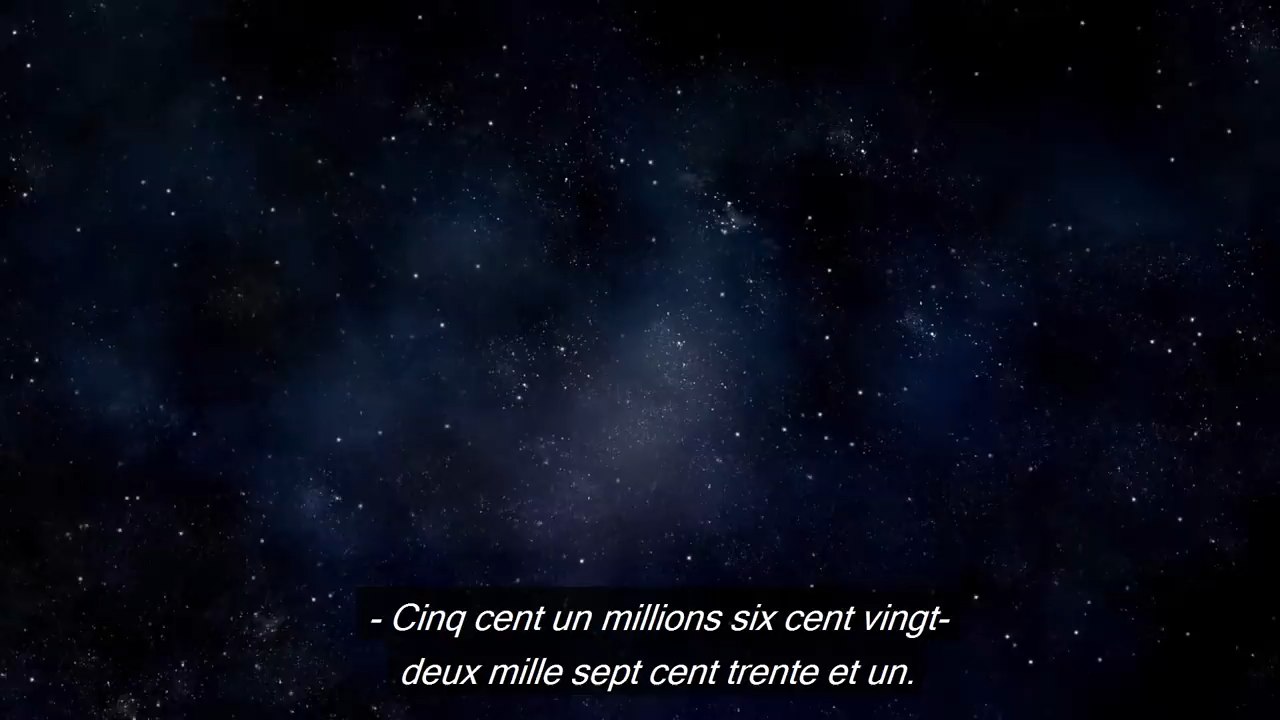 - Cinq cent un millions six cent vingt-
deux mille sept cent trente et un.